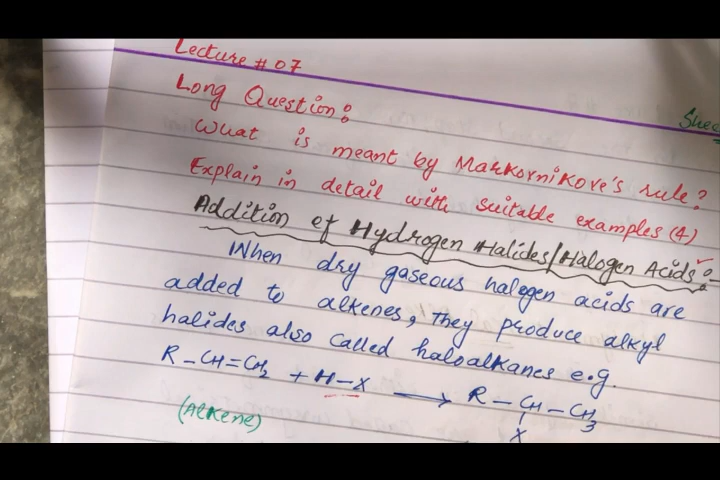 Lecture # 07
Long Question:
What is meant by Markornikove's rule?
Explain in detail with suitable examples (4)
Addition of Hydrogen Halides/Halogen Acids:
When dry gaseous halogen acids are
added to alkenes, they produce alkyl
halides also called haloalkanes e.g.
R-CH=CH₂ + H-X → R-CH-CH₃
X
(Alkene)